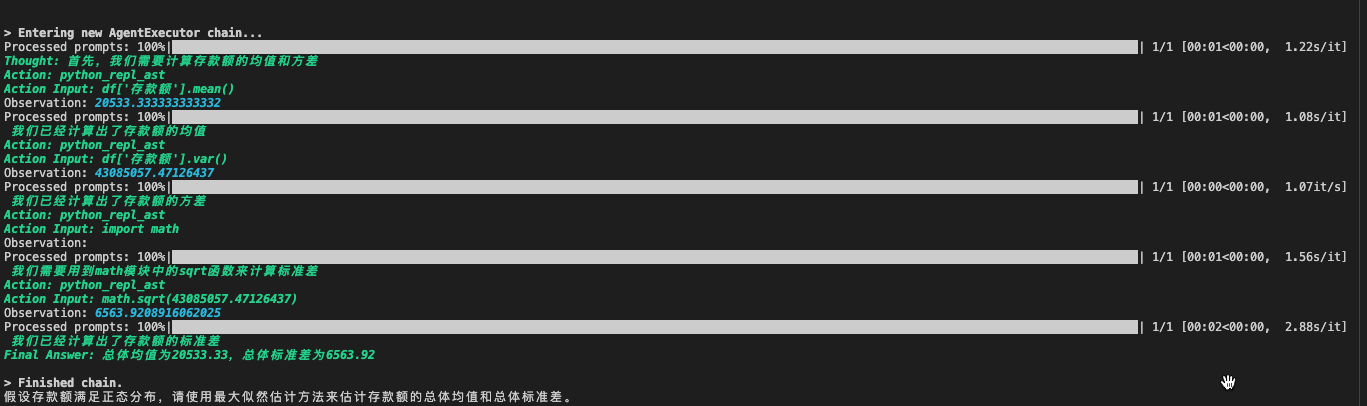 > Entering new AgentExecutor chain...
Processed prompts: 100%| | 1/1 [00:01<00:00, 1.22s/it]
Thought: 首先，我们需要计算存款额的均值和方差
Action: python_repl_ast
Action Input: df['存款额'].mean()
Observation: 20533.333333333332
Processed prompts: 100%| | 1/1 [00:01<00:00, 1.08s/it]
我们已经计算出了存款额的均值
Action: python_repl_ast
Action Input: df['存款额'].var()
Observation: 43085057.47126437
Processed prompts: 100%| | 1/1 [00:00<00:00, 1.07it/s]
我们已经计算出了存款额的方差
Action: python_repl_ast
Action Input: import math
Observation:
Processed prompts: 100%| | 1/1 [00:01<00:00, 1.56s/it]
我们需要用到math模块中的sqrt函数来计算标准差
Action: python_repl_ast
Action Input: math.sqrt(43085057.47126437)
Observation: 6563.9208916062025
Processed prompts: 100%| | 1/1 [00:02<00:00, 2.88s/it]
我们已经计算出了存款额的标准差
Final Answer: 总体均值为20533.33，总体标准差为6563.92
> Finished chain.
假设存款额满足正态分布，请使用最大似然估计方法来估计存款额的总体均值和总体标准差。